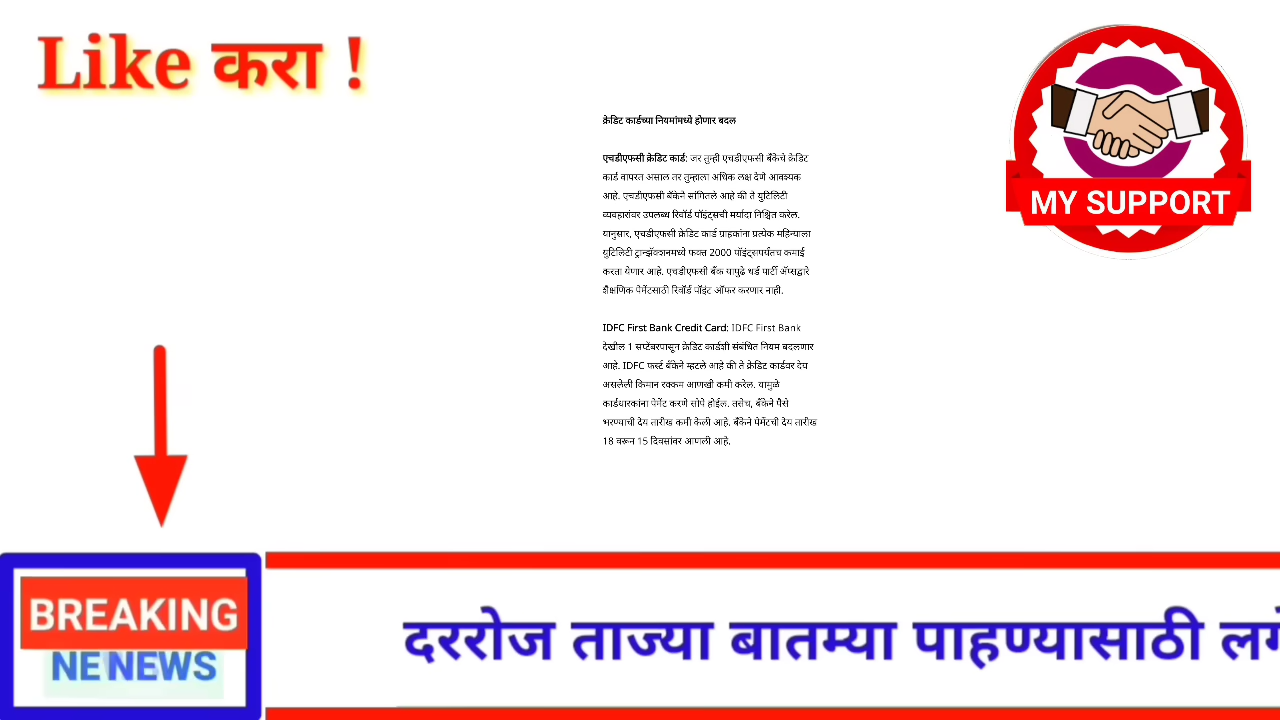 Like करा !
MY SUPPORT
क्रेडिट कार्डच्या नियमांमध्ये होणार बदल
एचडीएफसी क्रेडिट कार्ड: जर तुम्ही एचडीएफसी बँकेचे क्रेडिट
कार्ड वापरत असाल तर तुम्हाला अधिक लक्ष देणे आवश्यक
आहे. एचडीएफसी बँकेने सांगितले आहे की ते युटिलिटी
व्यवहारांवर उपलब्ध रिवॉर्ड पॉइंट्सची मर्यादा निश्चित करेल.
यानुसार, एचडीएफसी क्रेडिट कार्ड ग्राहकांना प्रत्येक महिन्याला
युटिलिटी ट्रान्झॅक्शनमध्ये फक्त 2000 पॉइंट्सपर्यंतच कमाई
करता येणार आहे. एचडीएफसी बँक यापुढे थर्ड पार्टी अ‍ॅप्सद्वारे
शैक्षणिक पेमेंटसाठी रिवॉर्ड पॉइंट ऑफर करणार नाही.
IDFC First Bank Credit Card: IDFC First Bank
देखील 1 सप्टेंबरपासून क्रेडिट कार्डशी संबंधित नियम बदलणार
आहे. IDFC फर्स्ट बँकेने म्हटले आहे की ते क्रेडिट कार्डवर देय
असलेली किमान रक्कम आणखी कमी करेल. यामुळे
कार्डधारकांना पेमेंट करणे सोपे होईल. तसेच, बँकेने पैसे
भरण्याची देय तारीख कमी केली आहे. बँकेने पेमेंटची देय तारीख
18 वरून 15 दिवसांवर आणली आहे.
BREAKING
NE NEWS
दररोज ताज्या बातम्या पाहण्यासाठी